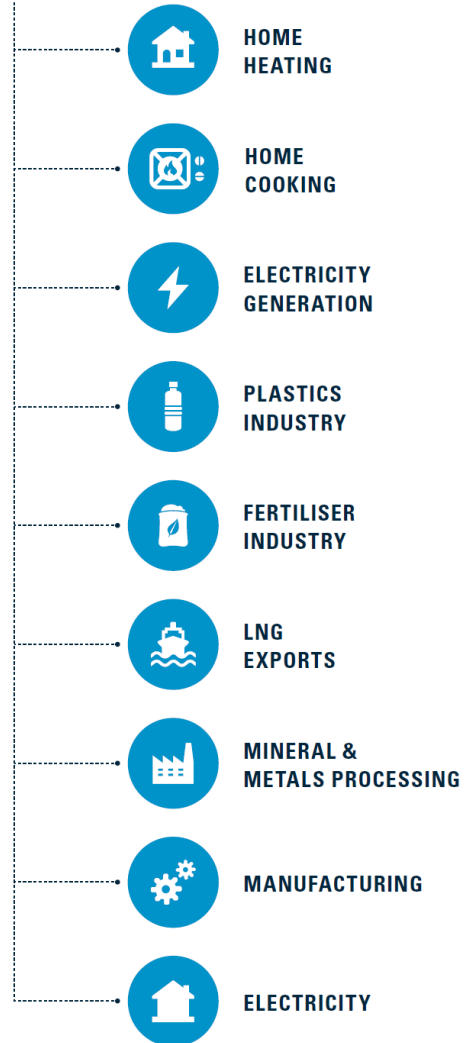 HOME
HEATING
HOME
COOKING
ELECTRICITY
GENERATION
PLASTICS
INDUSTRY
FERTILISER
INDUSTRY
LNG
EXPORTS
MINERAL &
METALS PROCESSING
MANUFACTURING
ELECTRICITY